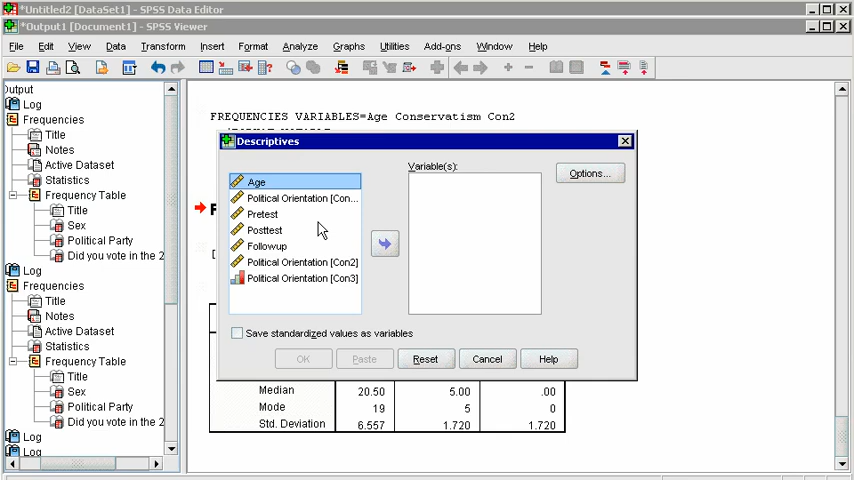 *Untitled2 [DataSet1] - SPSS Data Editor
*Output1 [Document1] - SPSS Viewer
File Edit View Data Transform Insert Format Analyze Graphs Utilities Add-ons Window Help
Output
Log
Frequencies
Title
Notes
Active Dataset
Statistics
Frequency Table
Title
Sex
Political Party
Did you vote in the 2
Log
Frequencies
Title
Notes
Active Dataset
Statistics
Frequency Table
Title
Sex
Political Party
Did you vote in the 2
Log
Log
FREQUENCIES VARIABLES=Age Conservatism Con2
Descriptives
Age
Political Orientation [Con...
Pretest
Posttest
Followup
Political Orientation [Con2]
Political Orientation [Con3]
Variable(s):
Options...
Save standardized values as variables
OK Paste Reset Cancel Help
Median 20.50 5.00 .00
Mode 19 5 0
Std. Deviation 6.557 1.720 1.720